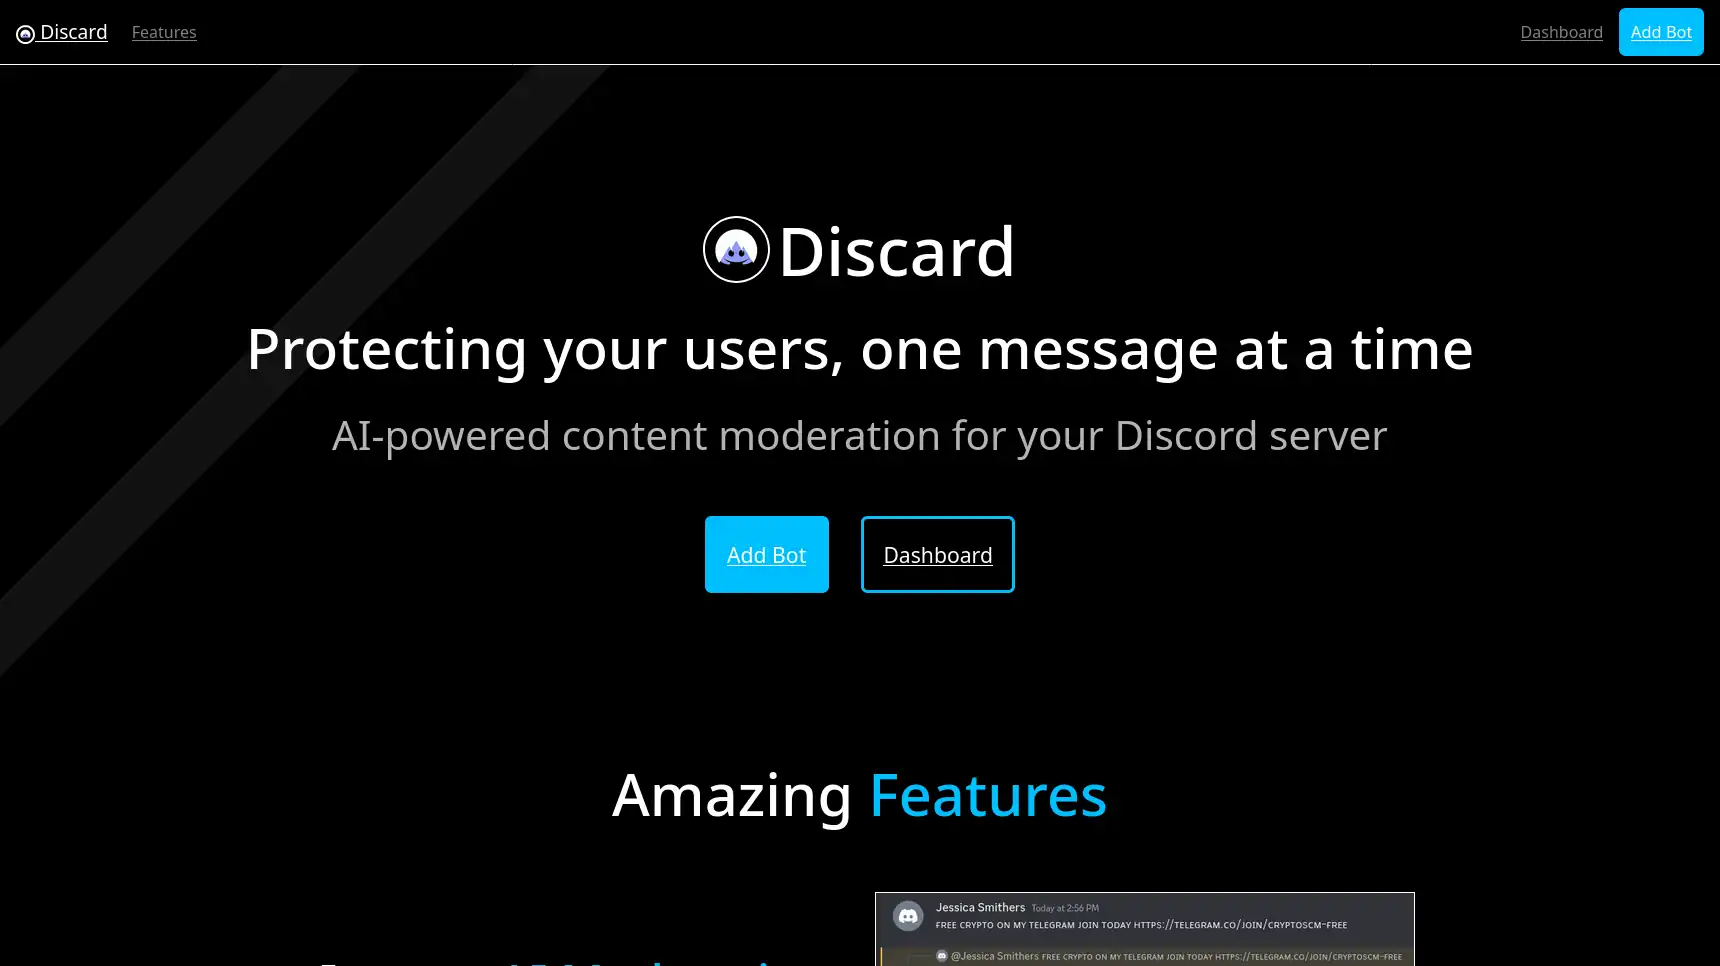 Discard Features Dashboard Add Bot
Discard
Protecting your users, one message at a time
AI-powered content moderation for your Discord server
Add Bot Dashboard
Amazing Features
Jessica Smithers Today at 2:56 PM
FREE CRYPTO ON MY TELEGRAM JOIN TODAY HTTPS://TELEGRAM.CO/JOIN/CRYPTOSCM-FREE
@Jessica Smithers FREE CRYPTO ON MY TELEGRAM JOIN TODAY HTTPS://TELEGRAM.CO/JOIN/CRYPTOSCM-FREE